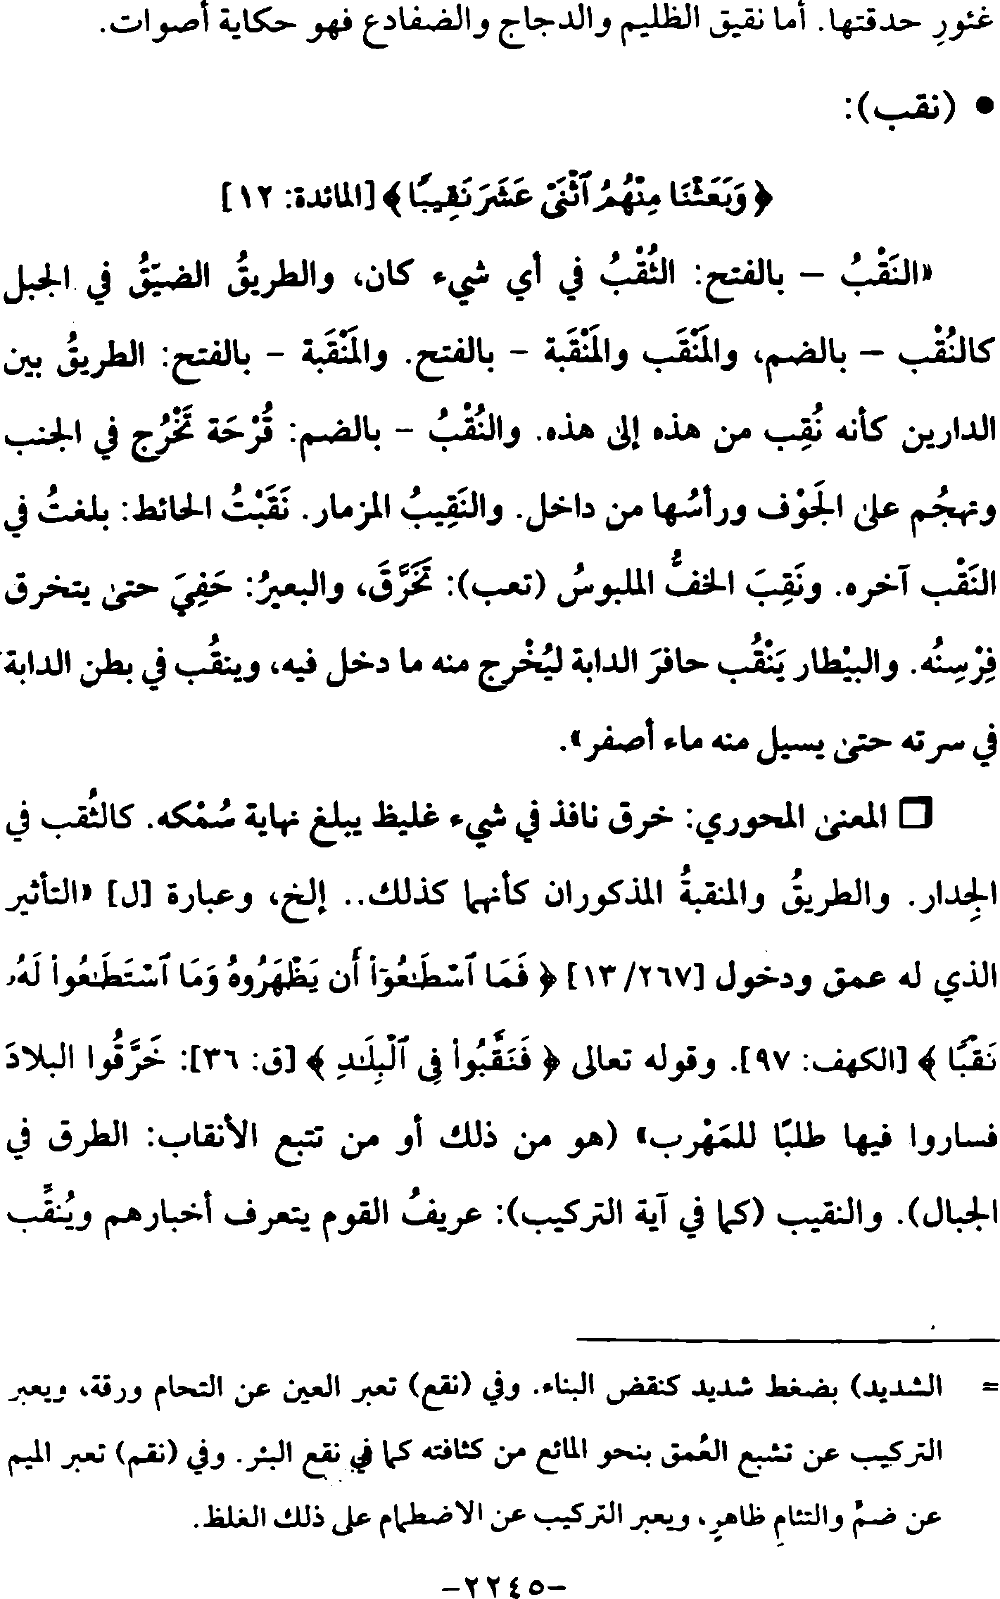 غئورِ حدقتها. أما نقيق الظليم والدجاج والضفادع فهو حكاية أصوات.
● (نقب):
﴿ وَبَعَثْنَا مِنْهُمُ ٱثْنَىْ عَشَرَ نَقِيبًا ﴾ [المائدة: ١٢]
«النَقْبُ – بالفتح: الثُقْبُ في أي شيء كان، والطريقُ الضيّقُ في الجبل
كالنُقْب – بالضم، والمَنْقَب والمَنْقَبة - بالفتح. والمَنْقَبة - بالفتح: الطريقُ بين
الدارين كأنه نُقِب من هذه إلى هذه. والنُقْبُ - بالضم: قُرْحَة تَخْرُج في الجنب
وتهجُم على الجَوْف ورأسُها من داخل. والنَقِيبُ المزمار. نَقَبْتُ الحائط: بلغتُ في
النَقْب آخره. ونَقِبَ الخفُّ الملبوسُ (تعب): تَخَرَّقَ، والبعيرُ: حَفِيَ حتى يتخرق
فِرْسِنُه. والبيْطار يَنْقُب حافرَ الدابة ليُخْرج منه ما دخل فيه، وينقُب في بطن الدابة
في سرته حتى يسيل منه ماء أصفر».
❐ المعنى المحوري: خرق نافذ في شيء غليظ يبلغ نهاية سُمْكه. كالثُقب في
الجِدار. والطريقُ والمنقبةُ المذكوران كأنهما كذلك.. إلخ، وعبارة [ل] «التأثير
الذي له عمق ودخول [١٣/٢٦٧] ﴿ فَمَا ٱسْطَـٰعُوٓا۟ أَن يَظْهَرُوهُ وَمَا ٱسْتَطَـٰعُوا۟ لَهُۥ
نَقْبًا ﴾ [الكهف: ٩٧]. وقوله تعالى ﴿ فَنَقَّبُوا۟ فِى ٱلْبِلَـٰدِ ﴾ [ق: ٣٦]: خَرَّقُوا البلادَ
فساروا فيها طلبًا للمَهْرب» (هو من ذلك أو من تتبع الأنقاب: الطرق في
الجبال). والنقيب (كما في آية التركيب): عريفُ القوم يتعرف أخبارهم ويُنقِّب
= الشديد) بضغط شديد كنقض البناء. وفي (نقع) تعبر العين عن التحام ورقة، ويعبر
التركيب عن تشبع العُمق بنحو المائع من كثافته كما في نقع البئر. وفي (نقم) تعبر الميم
عن ضمٍّ والتئامٍ ظاهرٍ، ويعبر التركيب عن الاضطمام على ذلك الغلظ.
-٢٢٤٥-